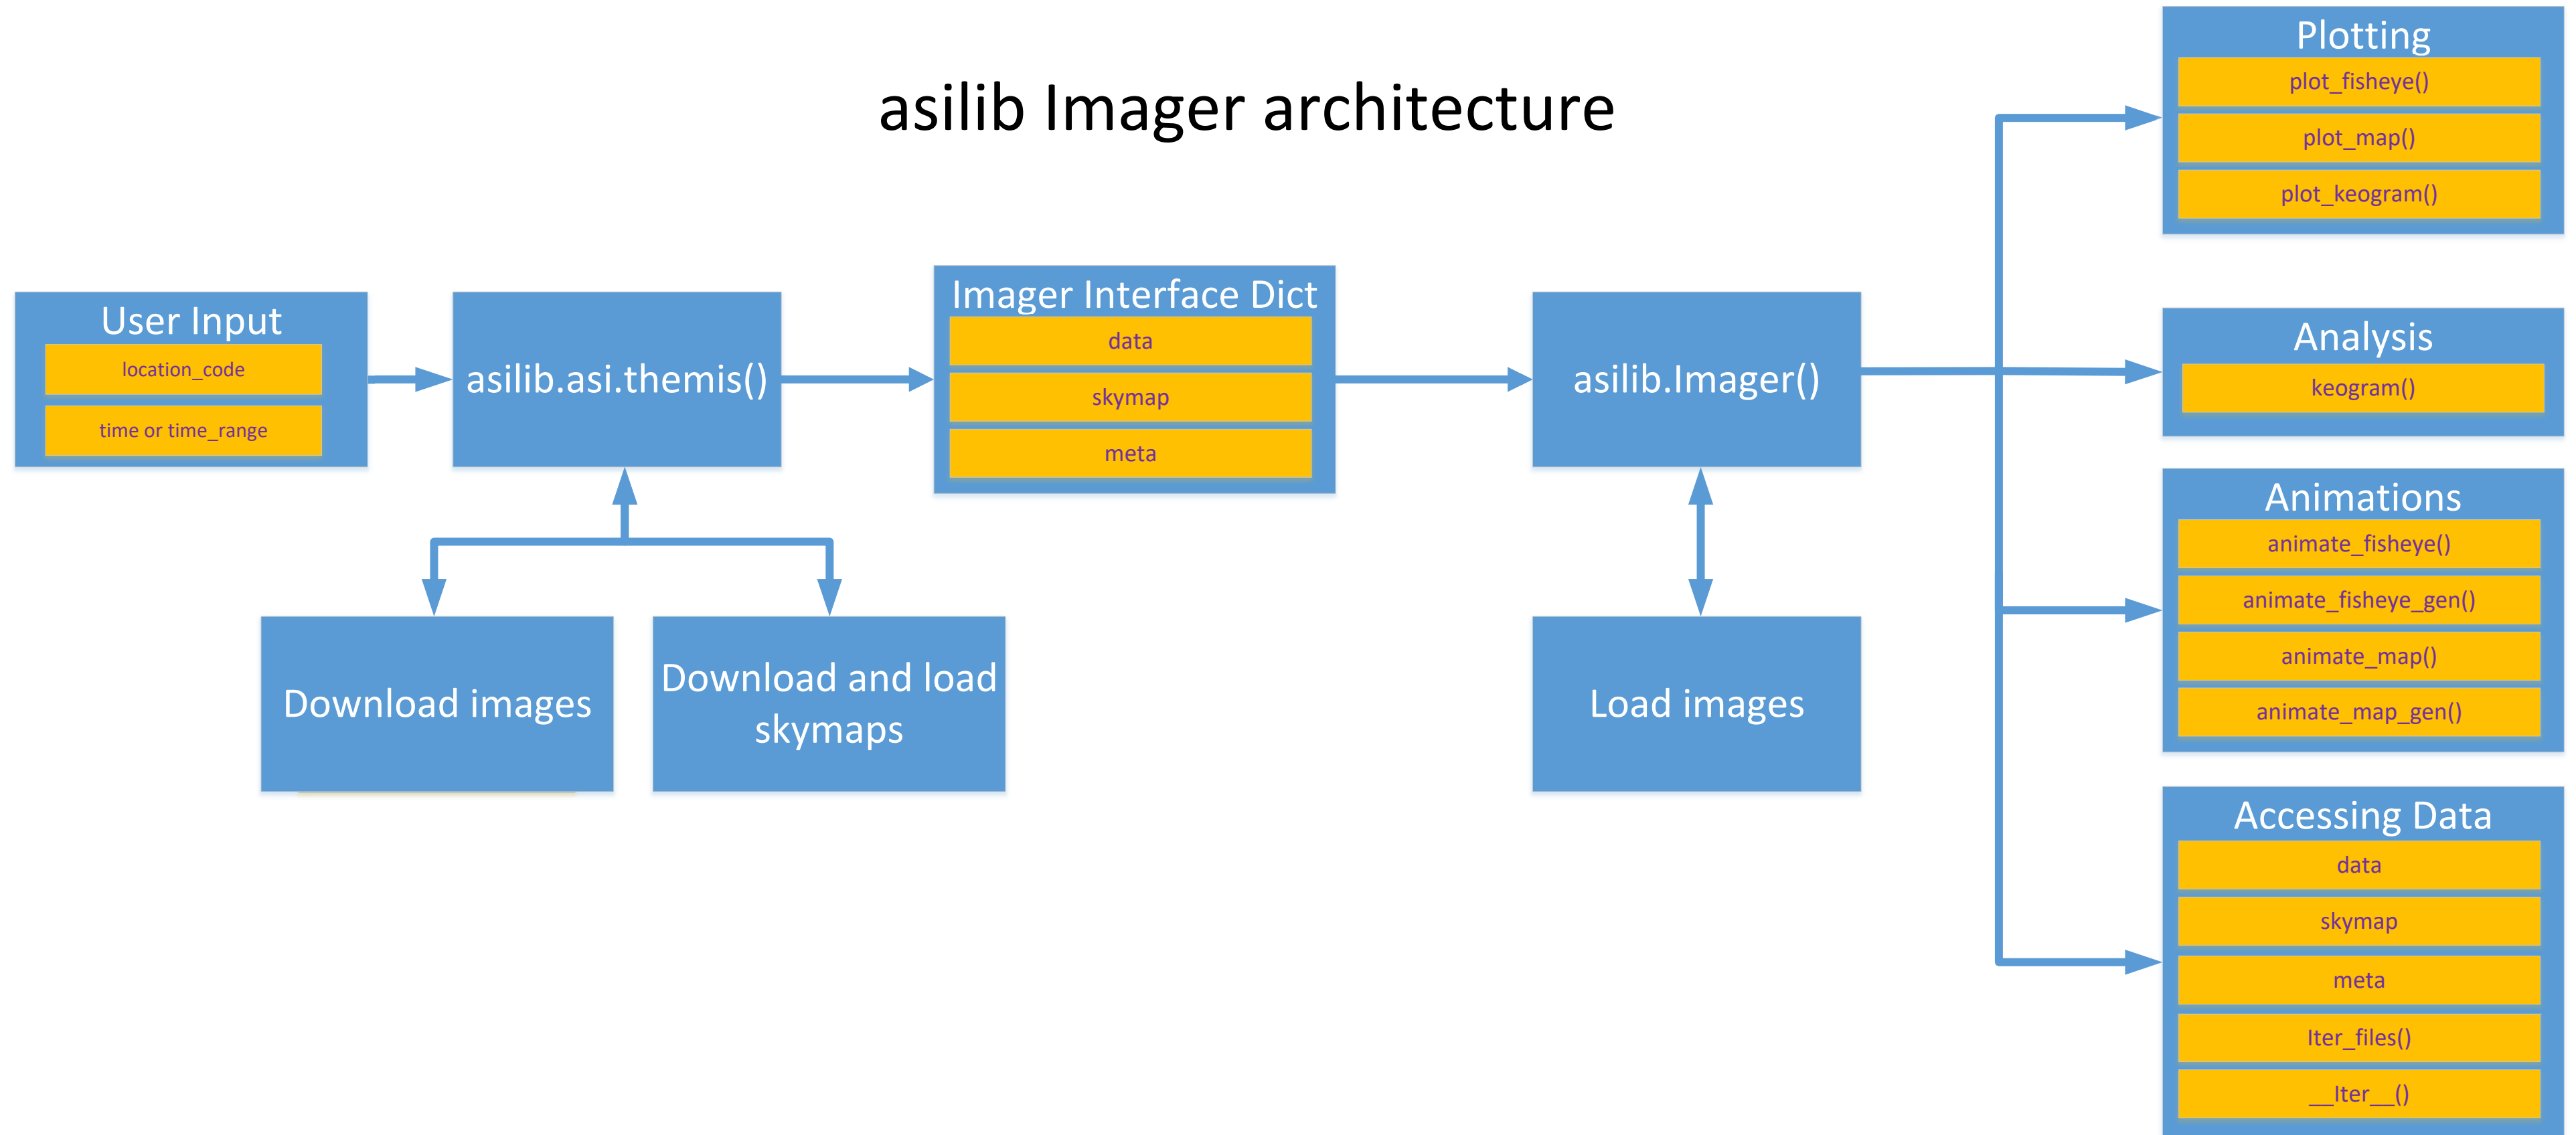 asilib Imager architecture
User Input
location_code
time or time_range
asilib.asi.themis()
Download images
Download and load
skymaps
Imager Interface Dict
data
skymap
meta
asilib.Imager()
Load images
Plotting
plot_fisheye()
plot_map()
plot_keogram()
Analysis
keogram()
Animations
animate_fisheye()
animate_fisheye_gen()
animate_map()
animate_map_gen()
Accessing Data
data
skymap
meta
Iter_files()
__Iter__()